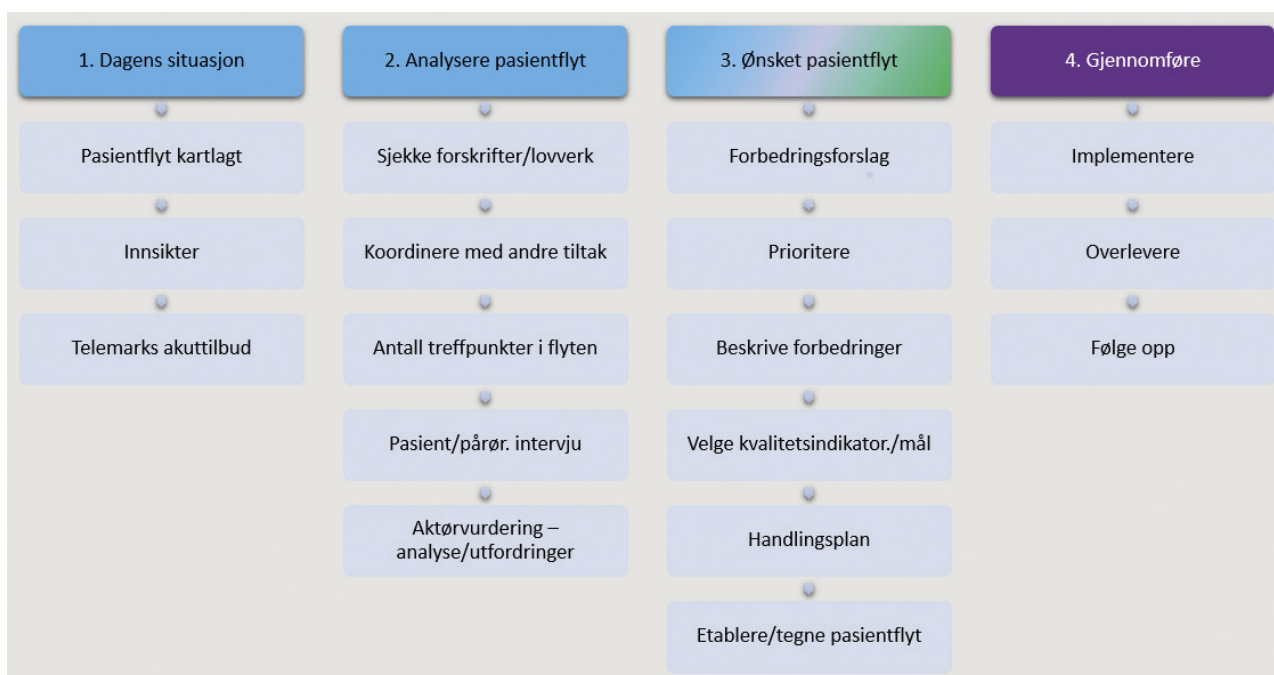 1. Dagens situasjon
Pasientflyt kartlagt
Innsikter
Telemarks akuttilbud
2. Analysere pasientflyt
Sjekke forskrifter/lovverk
Koordinere med andre tiltak
Antall treffpunkter i flyten
Pasient/pårør. intervju
Aktørvurdering –
analyse/utfordringer
3. Ønsket pasientflyt
Forbedringsforslag
Prioritere
Beskrive forbedringer
Velge kvalitetsindikator./mål
Handlingsplan
Etablere/tegne pasientflyt
4. Gjennomføre
Implementere
Overlevere
Følge opp